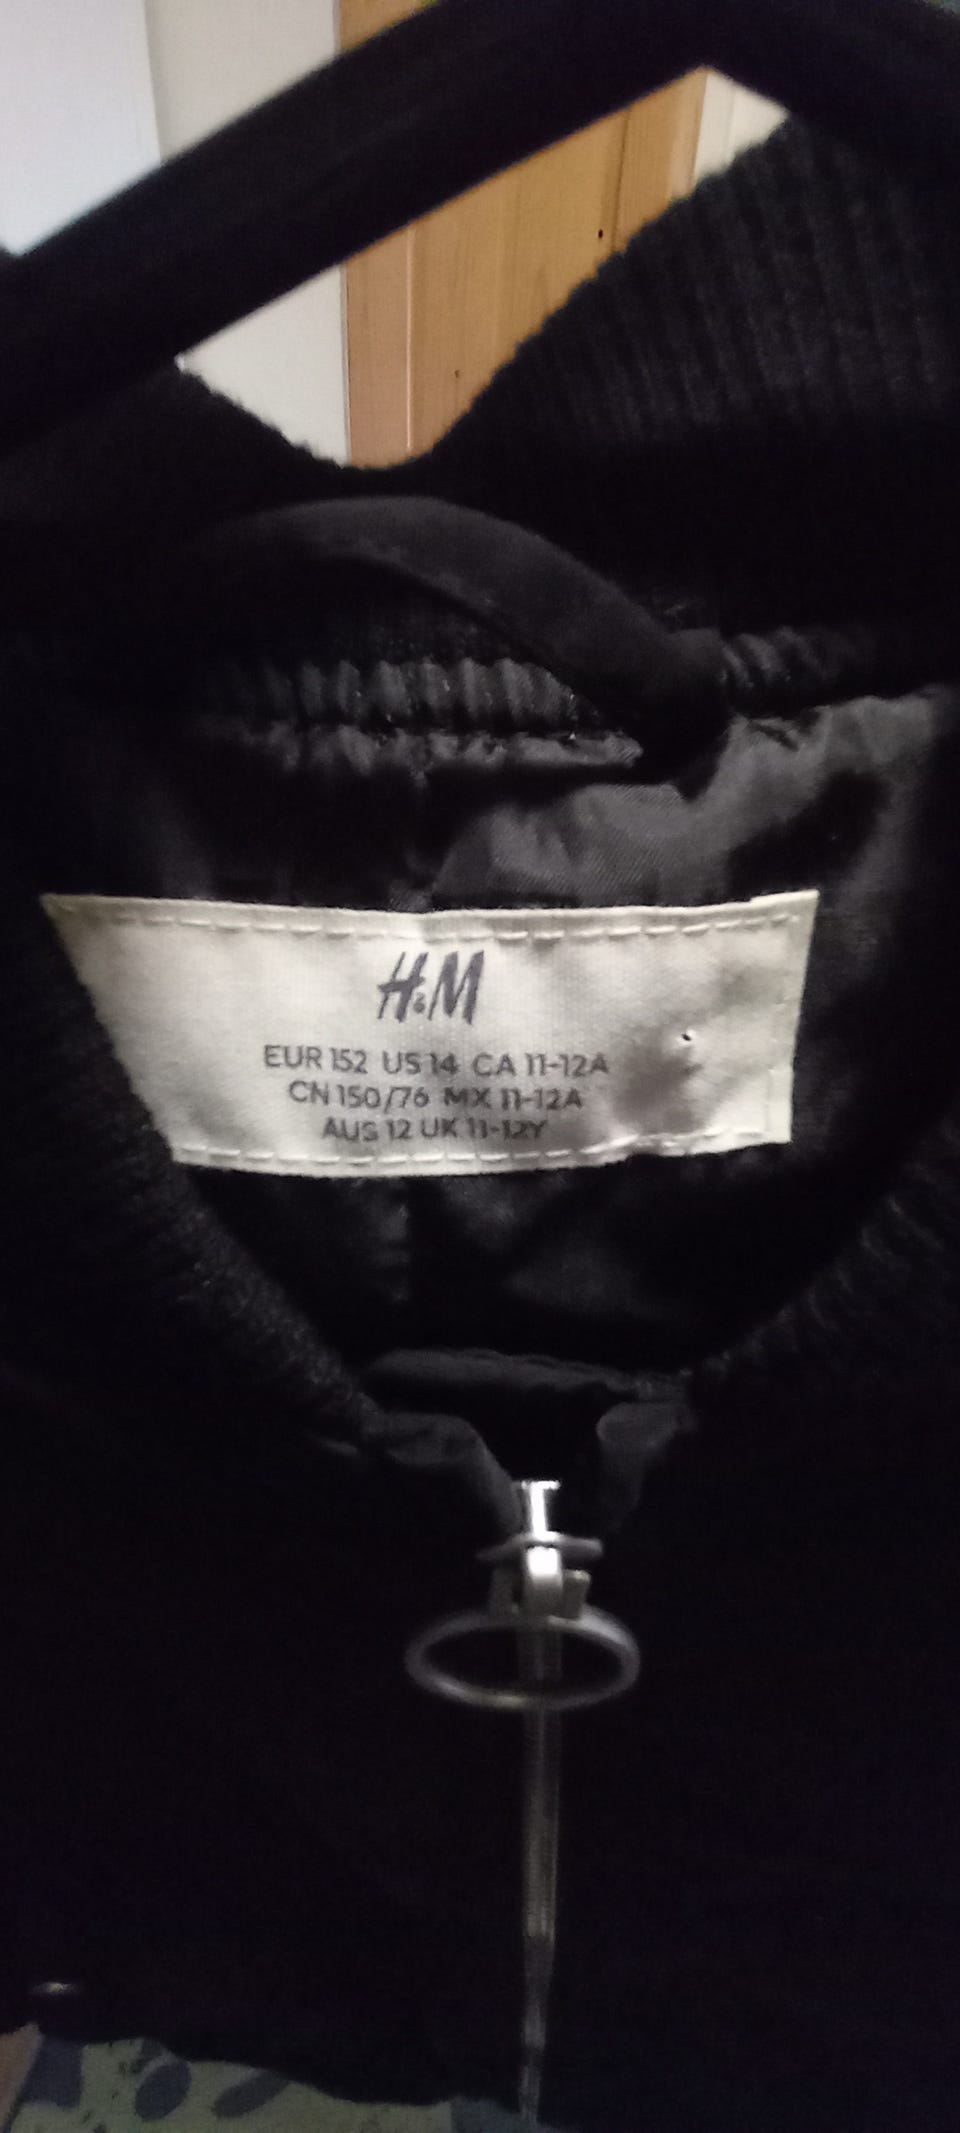 H&M
EUR 152 US 14 CA 11-12A
CN 150/76 MX 11-12A
AUS 12 UK 11-12Y